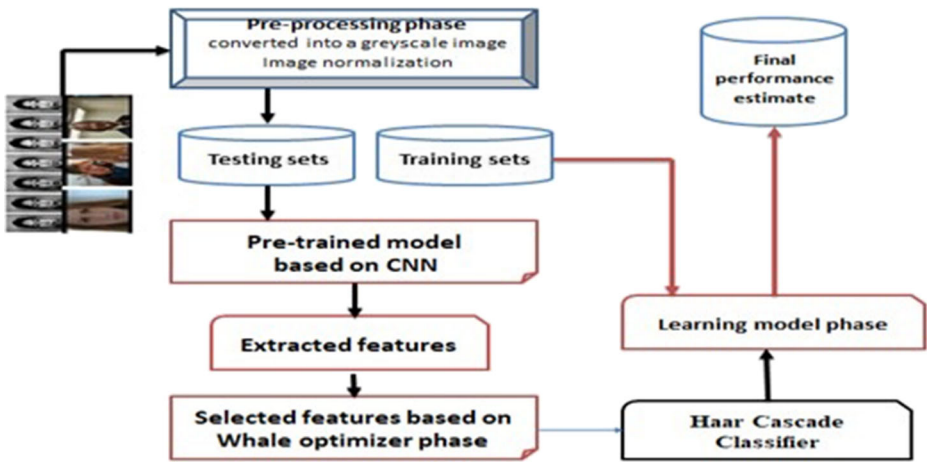 Pre-processing phase
converted into a greyscale image
Image normalization
Testing sets
Training sets
Final
performance
estimate
Pre-trained model
based on CNN
Extracted features
Learning model phase
Selected features based on
Whale optimizer phase
Haar Cascade
Classifier